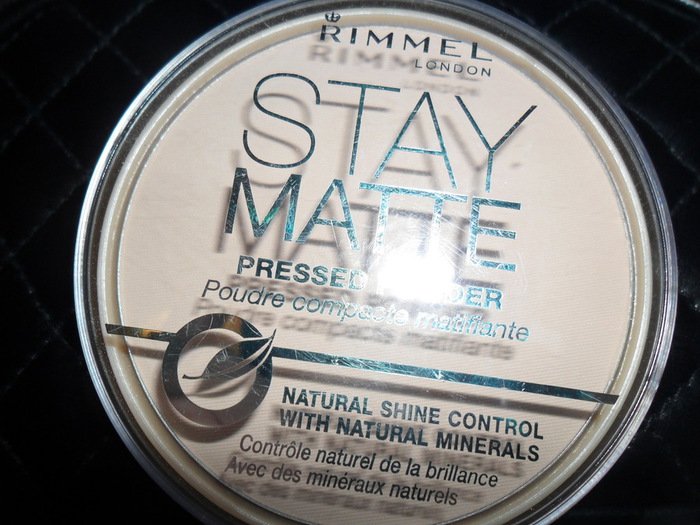 RIMMEL
LONDON
STAY
MATTE
PRESSED POWDER
Poudre compacte matifiante
NATURAL SHINE CONTROL
WITH NATURAL MINERALS
Contrôle naturel de la brillance
Avec des minéraux naturels